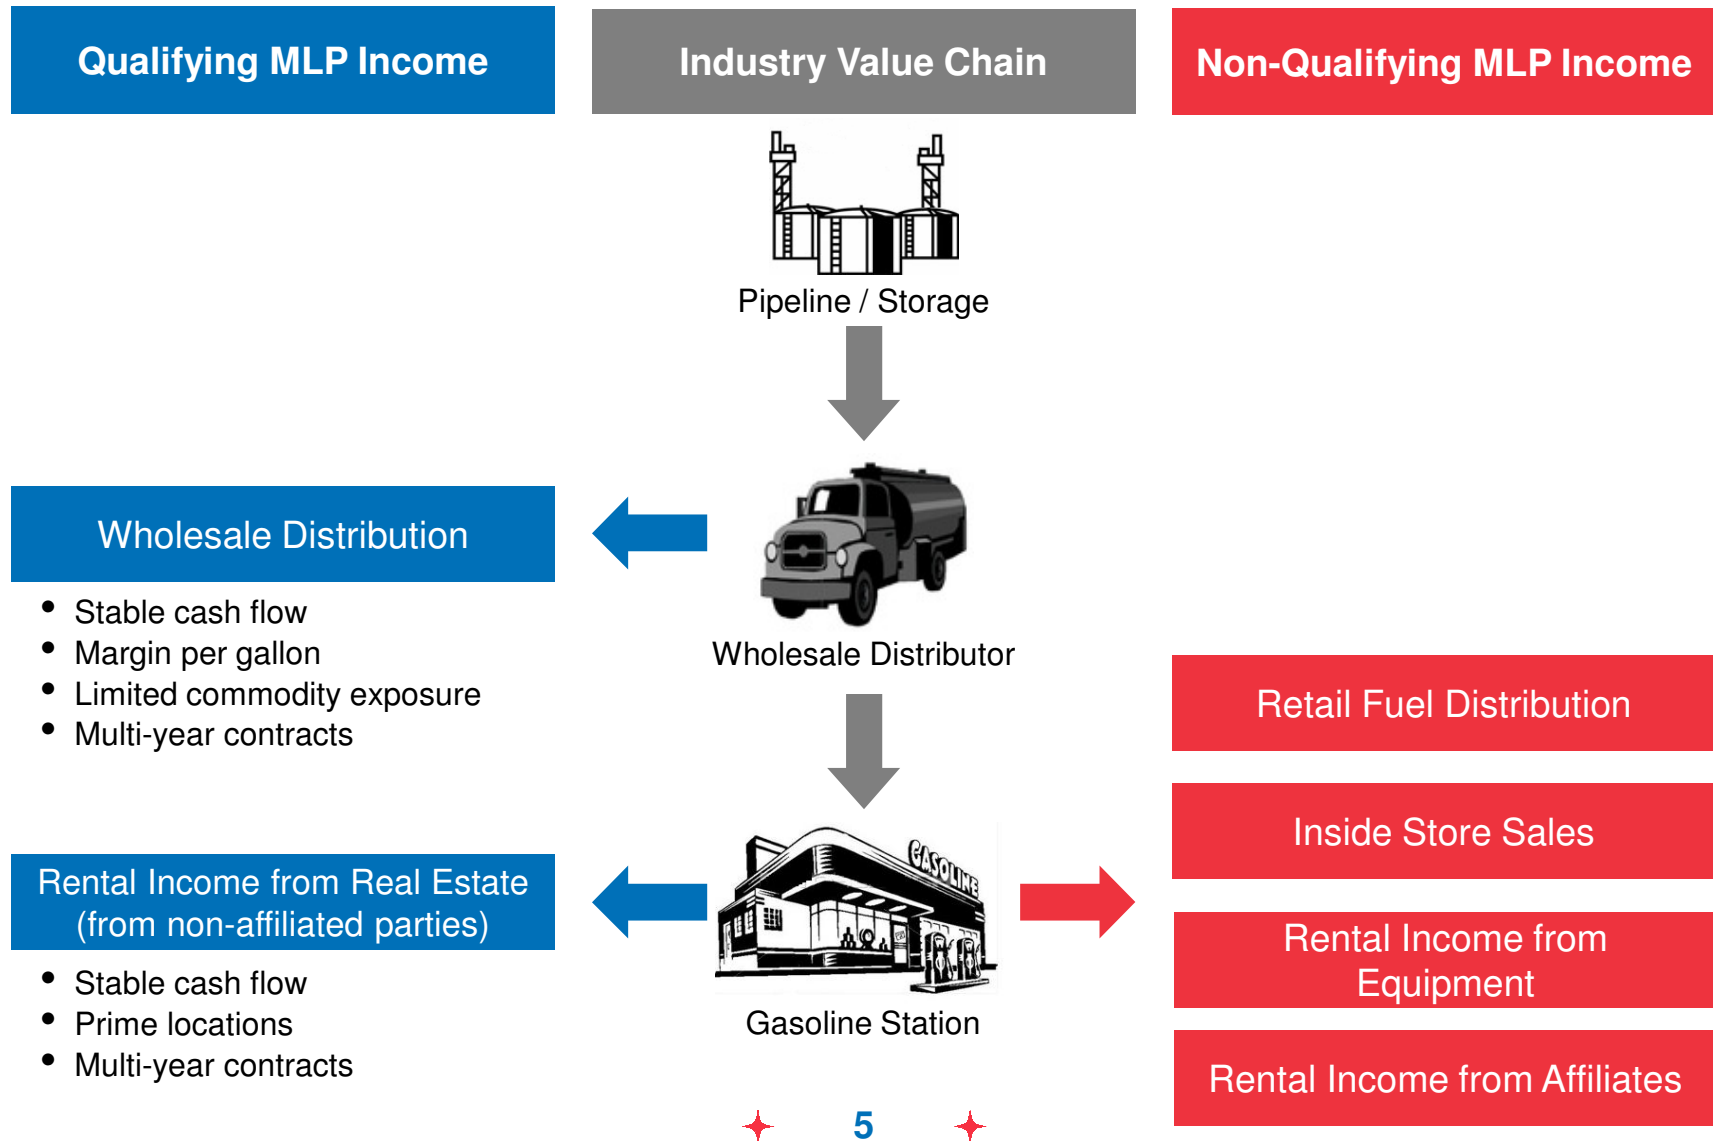 Qualifying MLP Income
Industry Value Chain
Non-Qualifying MLP Income
Pipeline / Storage
Wholesale Distribution
• Stable cash flow
• Margin per gallon
• Limited commodity exposure
• Multi-year contracts
Wholesale Distributor
Retail Fuel Distribution
Inside Store Sales
Rental Income from Real Estate
(from non-affiliated parties)
• Stable cash flow
• Prime locations
• Multi-year contracts
GASOLINE
Gasoline Station
Rental Income from
Equipment
Rental Income from Affiliates
5